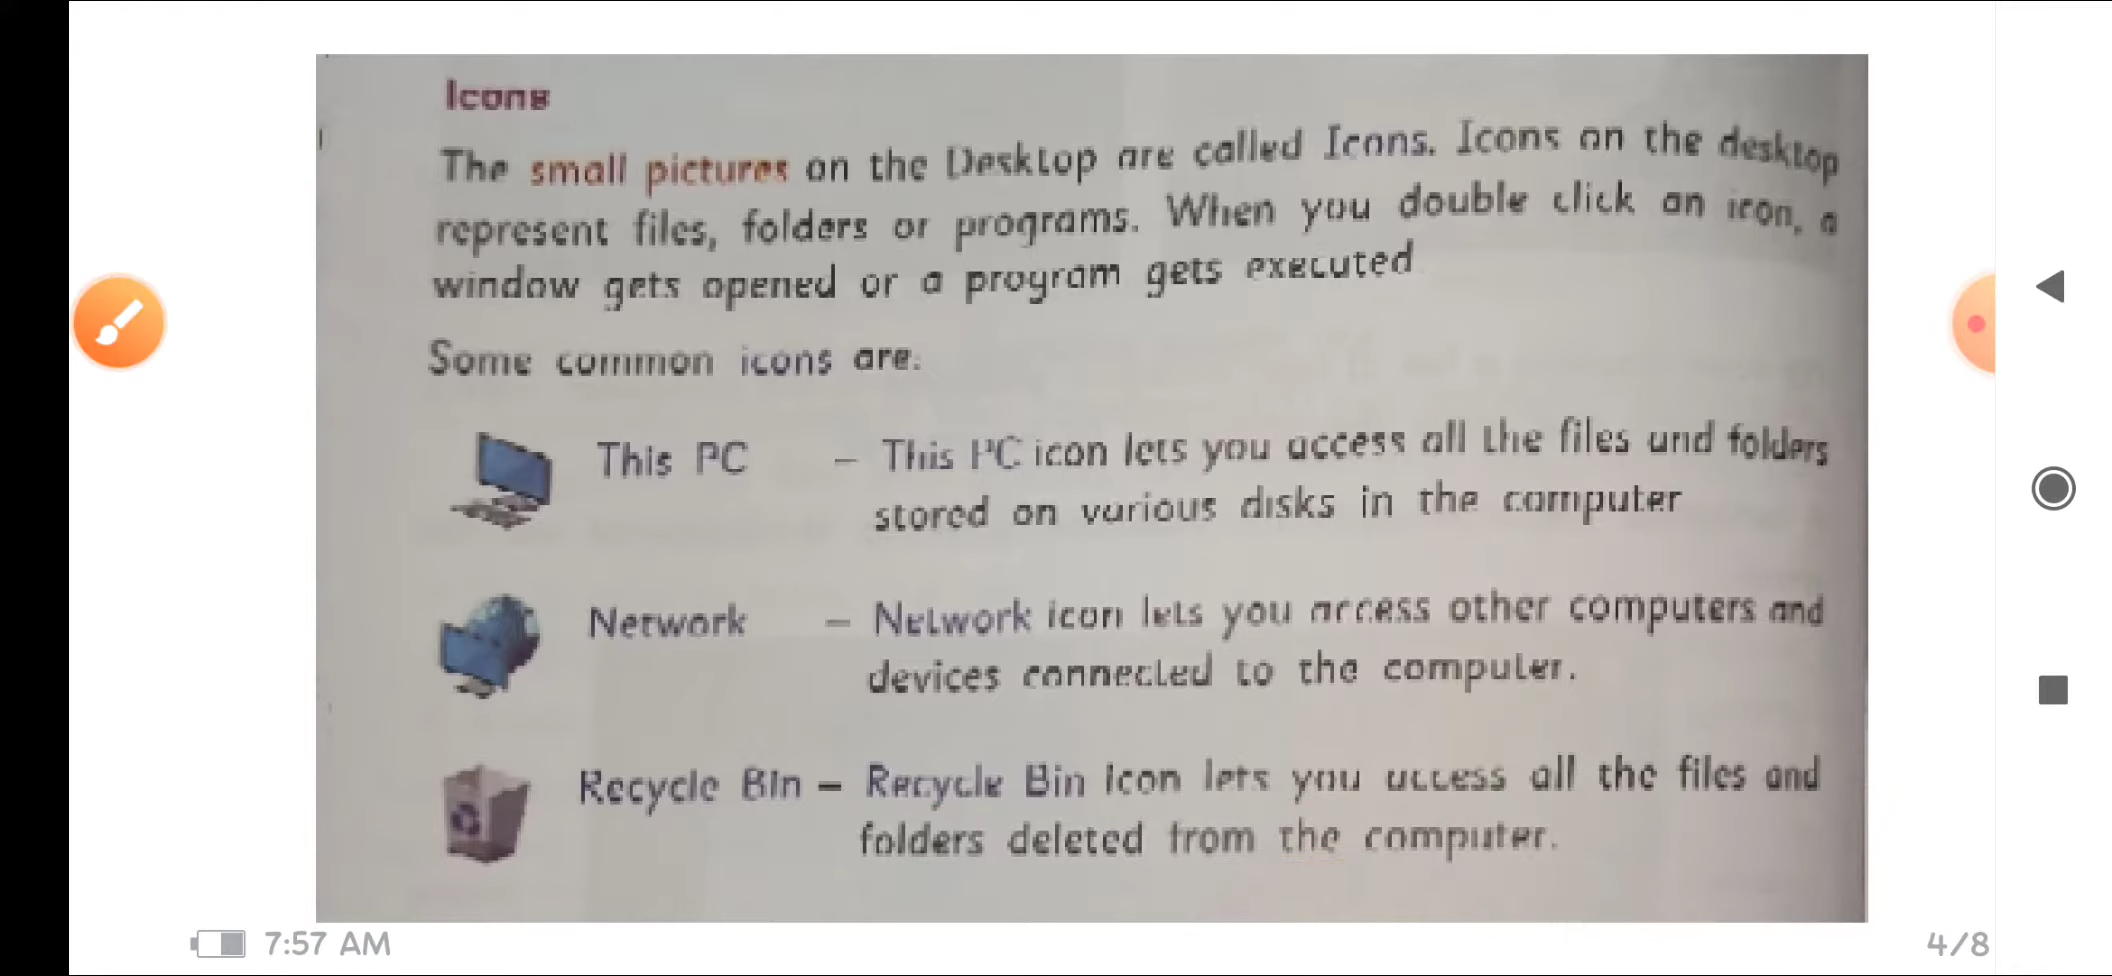 Icons
The small pictures on the Desktop are called Icons. Icons on the desktop
represent files, folders or programs. When you double click an icon, a
window gets opened or a program gets executed
Some common icons are:
This PC – This PC icon lets you access all the files and folders
stored on various disks in the computer
Network – Network icon lets you access other computers and
devices connected to the computer.
Recycle Bin – Recycle Bin icon lets you access all the files and
folders deleted from the computer.
7:57 AM
4/8